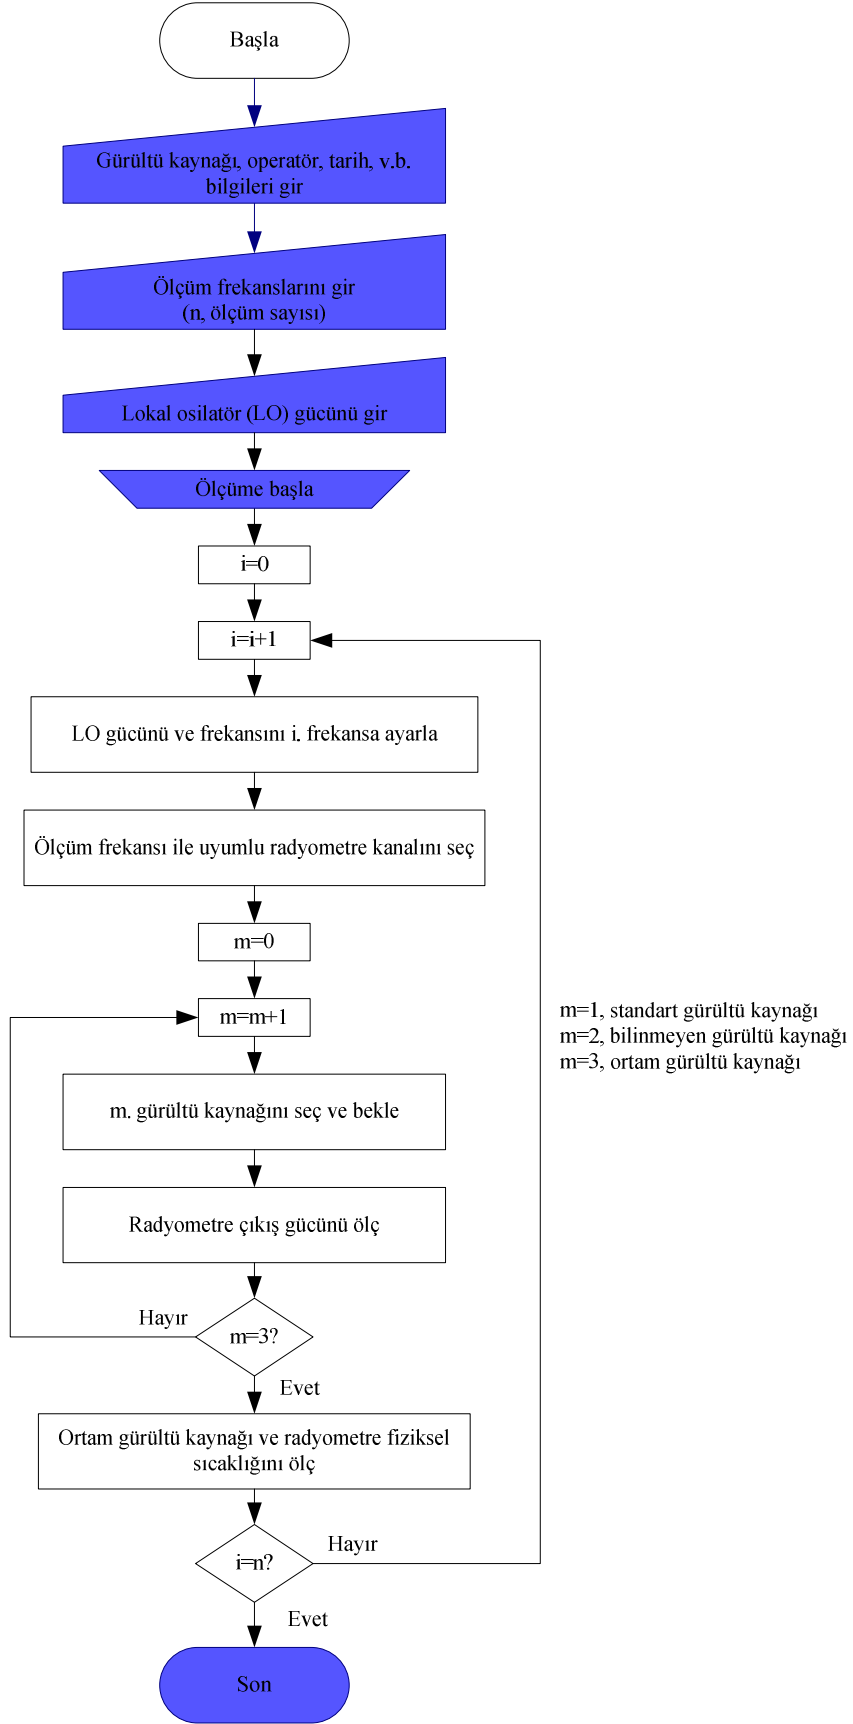 Başla
Gürültü kaynağı, operatör, tarih, v.b.
bilgileri gir
Ölçüm frekanslarını gir
(n, ölçüm sayısı)
Lokal osilatör (LO) gücünü gir
Ölçüme başla
i=0
i=i+1
LO gücünü ve frekansını i. frekansa ayarla
Ölçüm frekansı ile uyumlu radyometre kanalını seç
m=0
m=m+1
m=1, standart gürültü kaynağı
m=2, bilinmeyen gürültü kaynağı
m=3, ortam gürültü kaynağı
m. gürültü kaynağını seç ve bekle
Radyometre çıkış gücünü ölç
Hayır
m=3?
Evet
Ortam gürültü kaynağı ve radyometre fiziksel
sıcaklığını ölç
Hayır
i=n?
Evet
Son